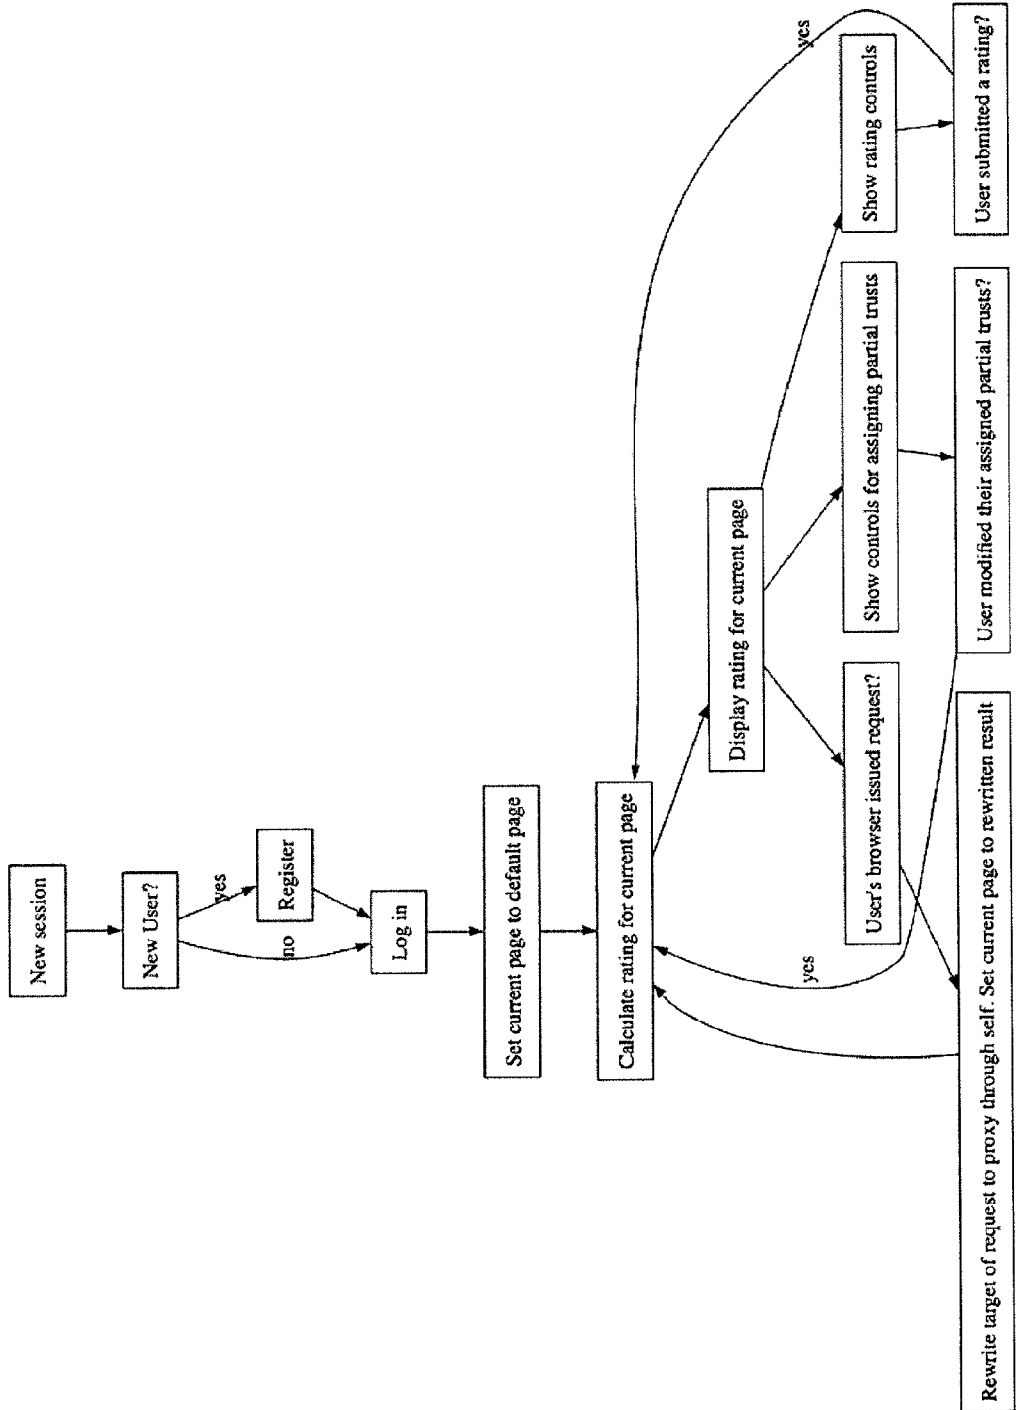 New session
New User?
yes
Register
no
Log in
Set current page to default page
Calculate rating for current page
Display rating for current page
User's browser issued request?
Show controls for assigning partial trusts
Show rating controls
yes
yes
Rewrite target of request to proxy through self. Set current page to rewritten result
User modified their assigned partial trusts?
User submitted a rating?